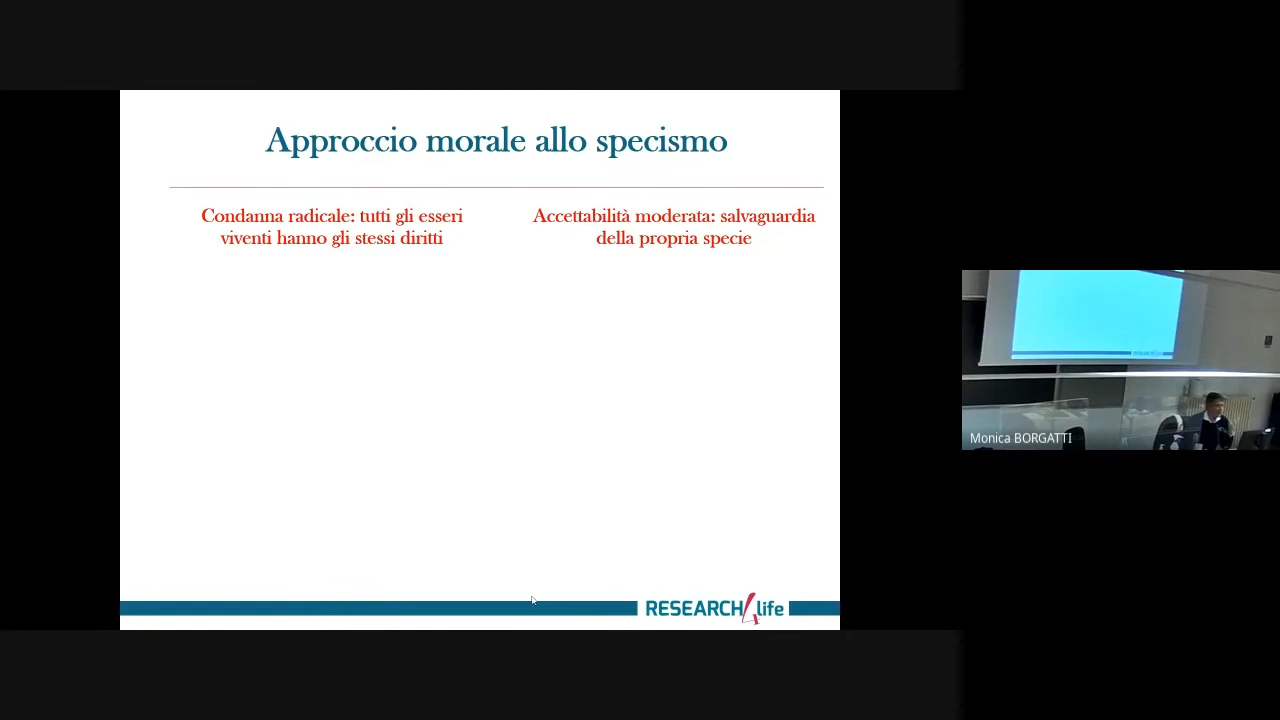 Approccio morale allo specismo
Condanna radicale: tutti gli esseri
viventi hanno gli stessi diritti
Accettabilità moderata: salvaguardia
della propria specie
RESEARCH4life
Monica BORGATTI